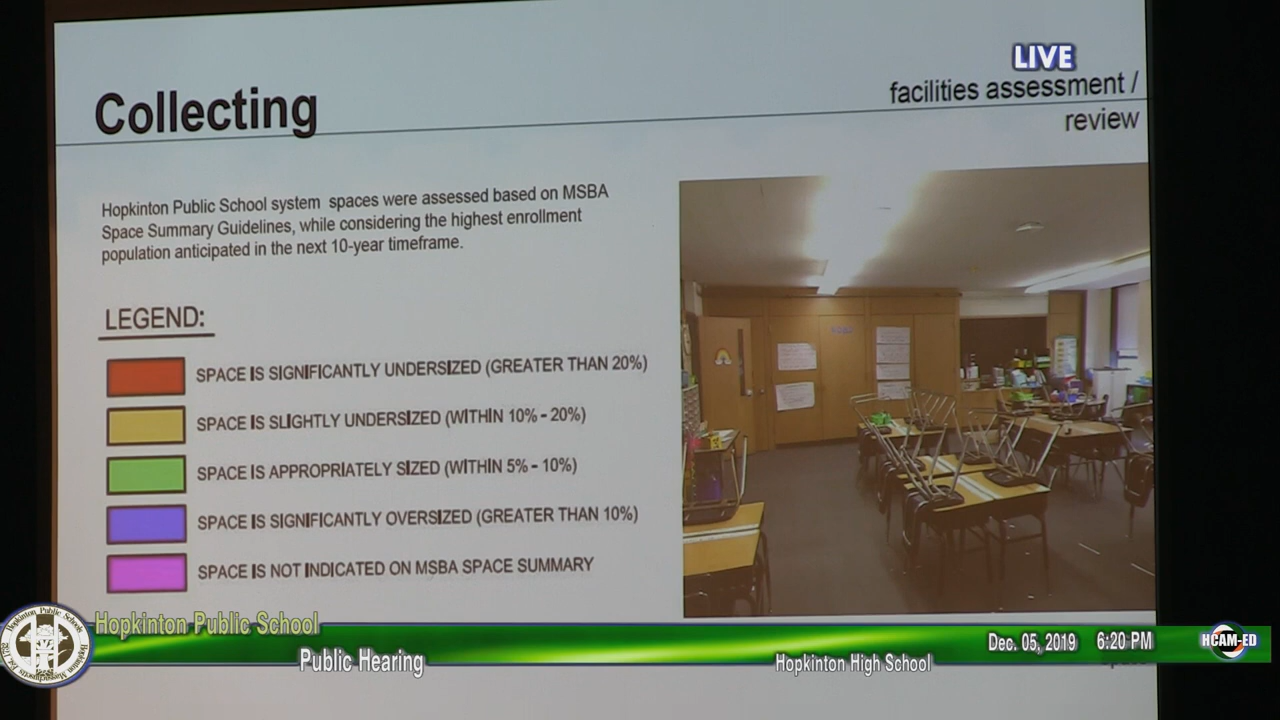 LIVE
Collecting
facilities assessment /
review
Hopkinton Public School system spaces were assessed based on MSBA
Space Summary Guidelines, while considering the highest enrollment
population anticipated in the next 10-year timeframe.
LEGEND:
SPACE IS SIGNIFICANTLY UNDERSIZED (GREATER THAN 20%)
SPACE IS SLIGHTLY UNDERSIZED (WITHIN 10% - 20%)
SPACE IS APPROPRIATELY SIZED (WITHIN 5% - 10%)
SPACE IS SIGNIFICANTLY OVERSIZED (GREATER THAN 10%)
SPACE IS NOT INDICATED ON MSBA SPACE SUMMARY
Hopkinton Public School
Public Hearing
Hopkinton High School
Dec. 05, 2019 6:20 PM
HCAM-ED
Hopkinton Public Schools